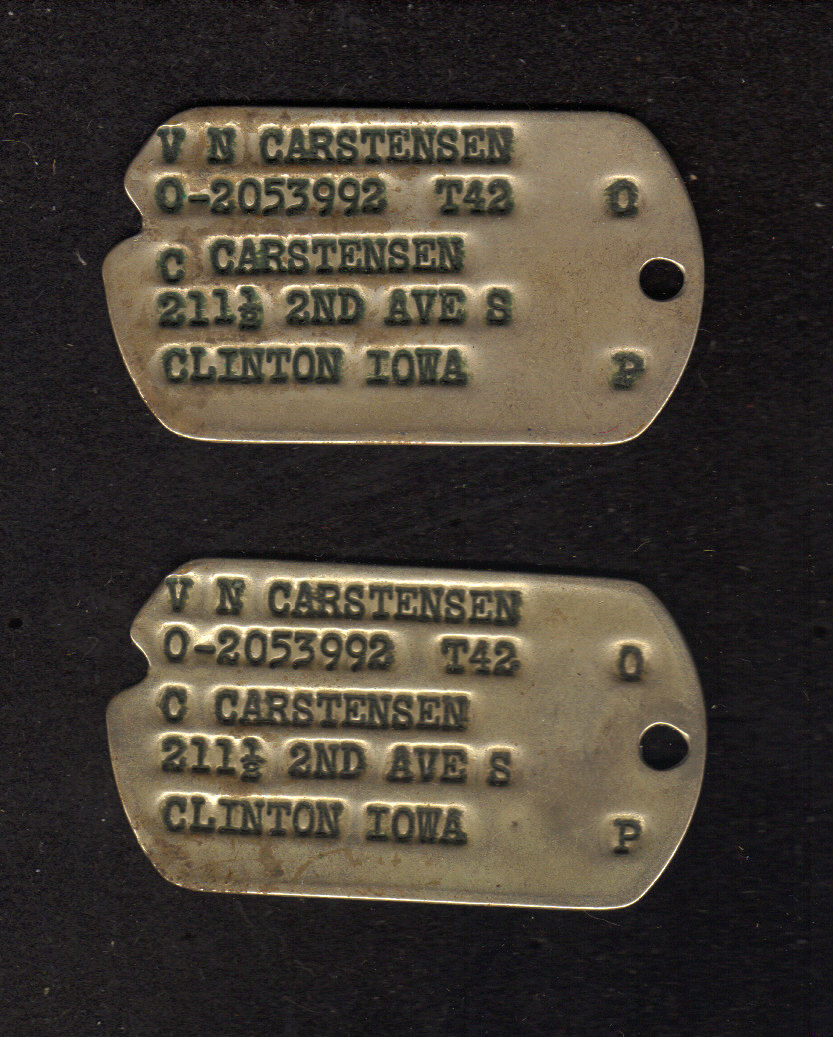 V N CARSTENSEN
O-2053992 T42 O
C CARSTENSEN
211½ 2ND AVE S
CLINTON IOWA P
V N CARSTENSEN
O-2053992 T42 O
C CARSTENSEN
211½ 2ND AVE S
CLINTON IOWA P